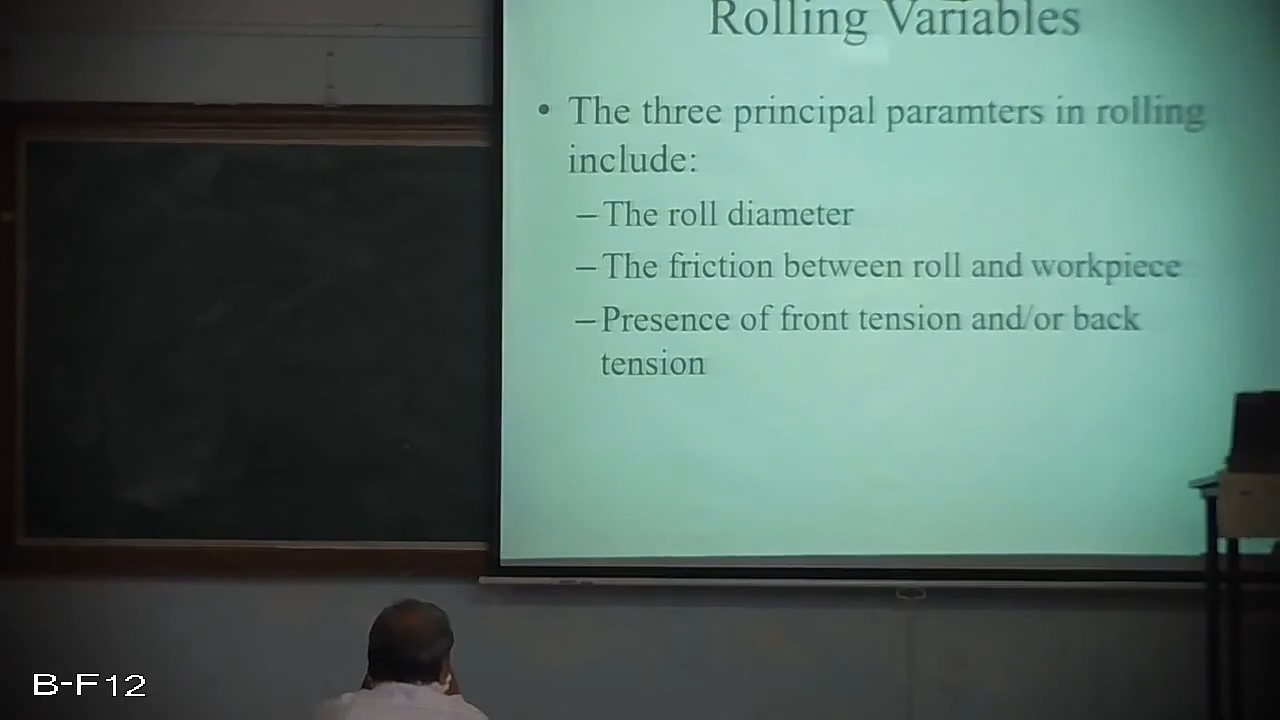 Rolling Variables
• The three principal paramters in rolling
include:
– The roll diameter
– The friction between roll and workpiece
– Presence of front tension and/or back
tension
B-F12